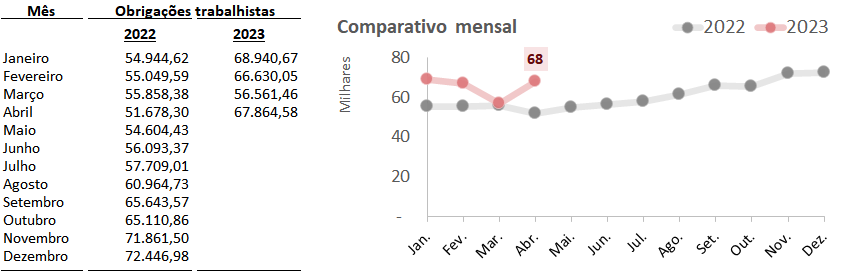 Mês Obrigações trabalhistas
2022 2023
Janeiro 54.944,62 68.940,67
Fevereiro 55.049,59 66.630,05
Março 55.858,38 56.561,46
Abril 51.678,30 67.864,58
Maio 54.604,43
Junho 56.093,37
Julho 57.709,01
Agosto 60.964,73
Setembro 65.643,57
Outubro 65.110,86
Novembro 71.861,50
Dezembro 72.446,98
Comparativo mensal
2022 2023
Milhares
80
60
40
20
-
68
Jan. Fev. Mar. Abr. Mai. Jun. Jul. Ago. Set. Out. Nov. Dez.